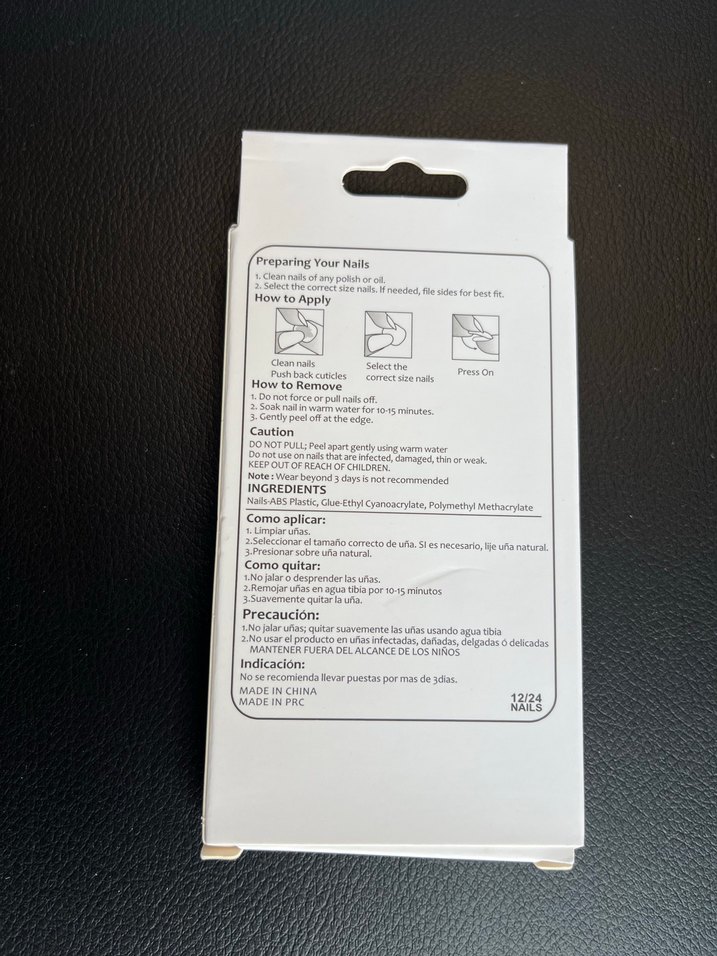 Preparing Your Nails
1. Clean nails of any polish or oil.
2. Select the correct size nails. If needed, file sides for best fit.
How to Apply
Clean nails
Push back cuticles
Select the
correct size nails
Press On
How to Remove
1. Do not force or pull nails off.
2. Soak nail in warm water for 10-15 minutes.
3. Gently peel off at the edge.
Caution
DO NOT PULL; Peel apart gently using warm water
Do not use on nails that are infected, damaged, thin or weak.
KEEP OUT OF REACH OF CHILDREN.
Note : Wear beyond 3 days is not recommended
INGREDIENTS
Nails-ABS Plastic, Glue-Ethyl Cyanoacrylate, Polymethyl Methacrylate
Como aplicar:
1. Limpiar uñas.
2.Seleccionar el tamaño correcto de uña. SI es necesario, lije uña natural.
3.Presionar sobre uña natural.
Como quitar:
1.No jalar o desprender las uñas.
2.Remojar uñas en agua tibia por 10-15 minutos
3.Suavemente quitar la uña.
Precaución:
1.No jalar uñas; quitar suavemente las uñas usando agua tibia
2.No usar el producto en uñas infectadas, dañadas, delgadas ó delicadas
MANTENER FUERA DEL ALCANCE DE LOS NIÑOS
Indicación:
No se recomienda llevar puestas por mas de 3dias.
MADE IN CHINA
MADE IN PRC
12/24
NAILS